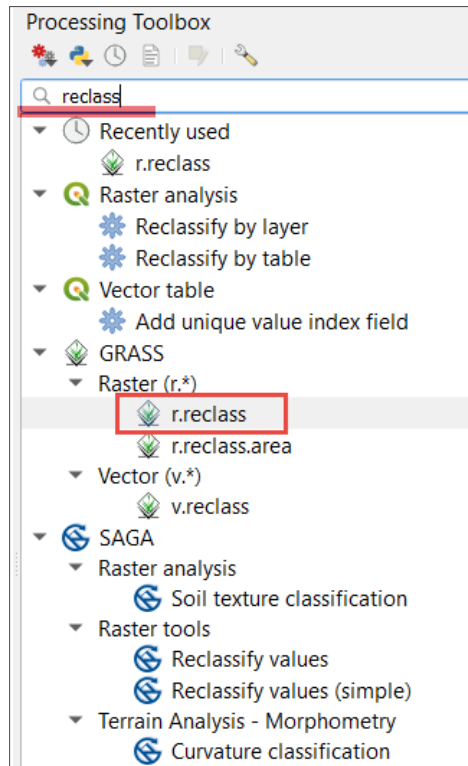 Processing Toolbox
reclass
Recently used
r.reclass
Raster analysis
Reclassify by layer
Reclassify by table
Vector table
Add unique value index field
GRASS
Raster (r.*)
r.reclass
r.reclass.area
Vector (v.*)
v.reclass
SAGA
Raster analysis
Soil texture classification
Raster tools
Reclassify values
Reclassify values (simple)
Terrain Analysis - Morphometry
Curvature classification